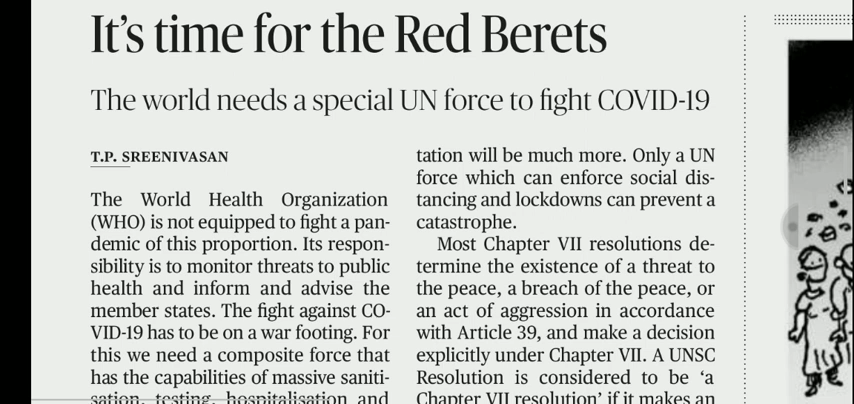 It's time for the Red Berets
The world needs a special UN force to fight COVID-19
T.P. SREENIVASAN
The World Health Organization
(WHO) is not equipped to fight a pan-
demic of this proportion. Its respon-
sibility is to monitor threats to public
health and inform and advise the
member states. The fight against CO-
VID-19 has to be on a war footing. For
this we need a composite force that
has the capabilities of massive saniti-
sation, testing, hospitalisation and
tation will be much more. Only a UN
force which can enforce social dis-
tancing and lockdowns can prevent a
catastrophe.
Most Chapter VII resolutions de-
termine the existence of a threat to
the peace, a breach of the peace, or
an act of aggression in accordance
with Article 39, and make a decision
explicitly under Chapter VII. A UNSC
Resolution is considered to be 'a
Chapter VII resolution' if it makes an